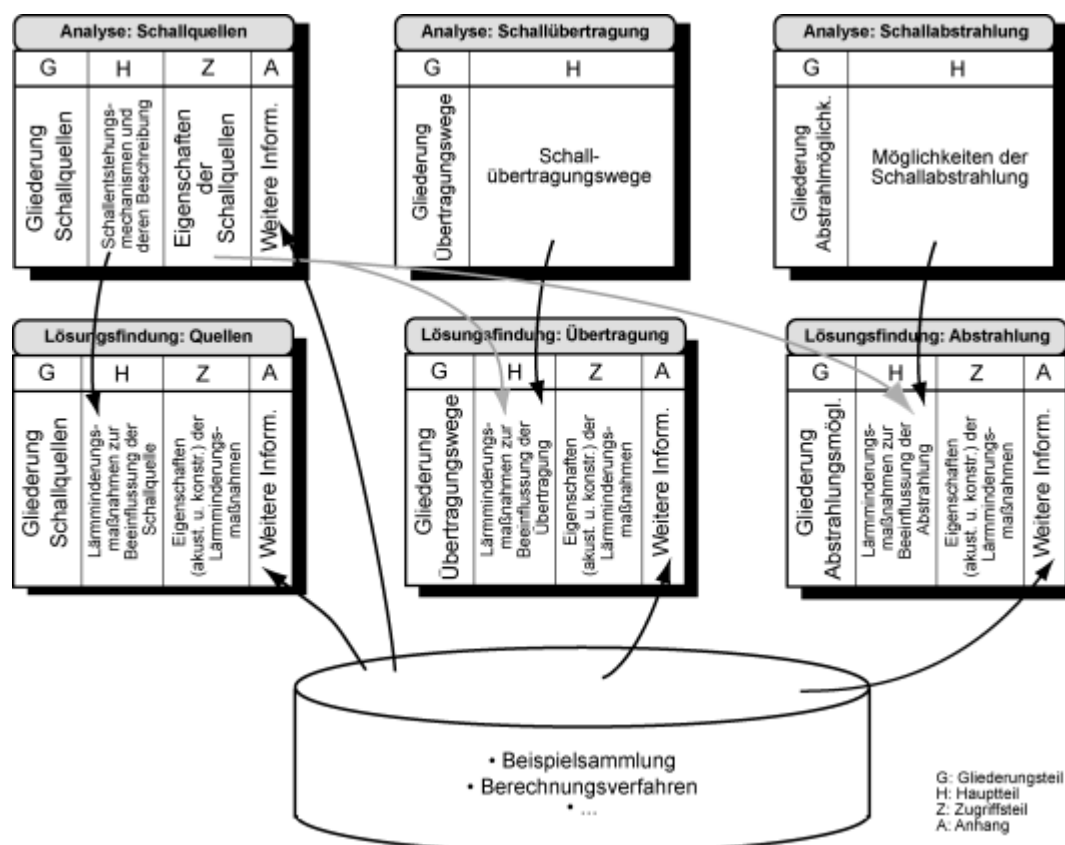 Analyse: Schallquellen
G H Z A
Gliederung
Schallquellen
Schallentstehungs-
mechanismen und
deren Beschreibung
Eigenschaften
der
Schallquellen
Weitere Inform.
Analyse: Schallübertragung
G H
Gliederung
Übertragungswege
Schall-
übertragungswege
Analyse: Schallabstrahlung
G H
Gliederung
Abstrahlmöglichk.
Möglichkeiten der
Schallabstrahlung
Lösungsfindung: Quellen
G H Z A
Gliederung
Schallquellen
Lärmminderungs-
maßnahmen zur
Beeinflussung der
Schallquelle
Eigenschaften
(akust. u. konstr.) der
Lärmminderungs-
maßnahmen
Weitere Inform.
Lösungsfindung: Übertragung
G H Z A
Gliederung
Übertragungswege
Lärmminderungs-
maßnahmen zur
Beeinflussung der
Übertragung
Eigenschaften
(akust. u. konstr.) der
Lärmminderungs-
maßnahmen
Weitere Inform.
Lösungsfindung: Abstrahlung
G H Z A
Gliederung
Abstrahlungsmögl.
Lärmminderungs-
maßnahmen zur
Beeinflussung der
Abstrahlung
Eigenschaften
(akust. u. konstr.) der
Lärmminderungs-
maßnahmen
Weitere Inform.
• Beispielsammlung
• Berechnungsverfahren
• ...
G: Gliederungsteil
H: Hauptteil
Z: Zugriffsteil
A: Anhang